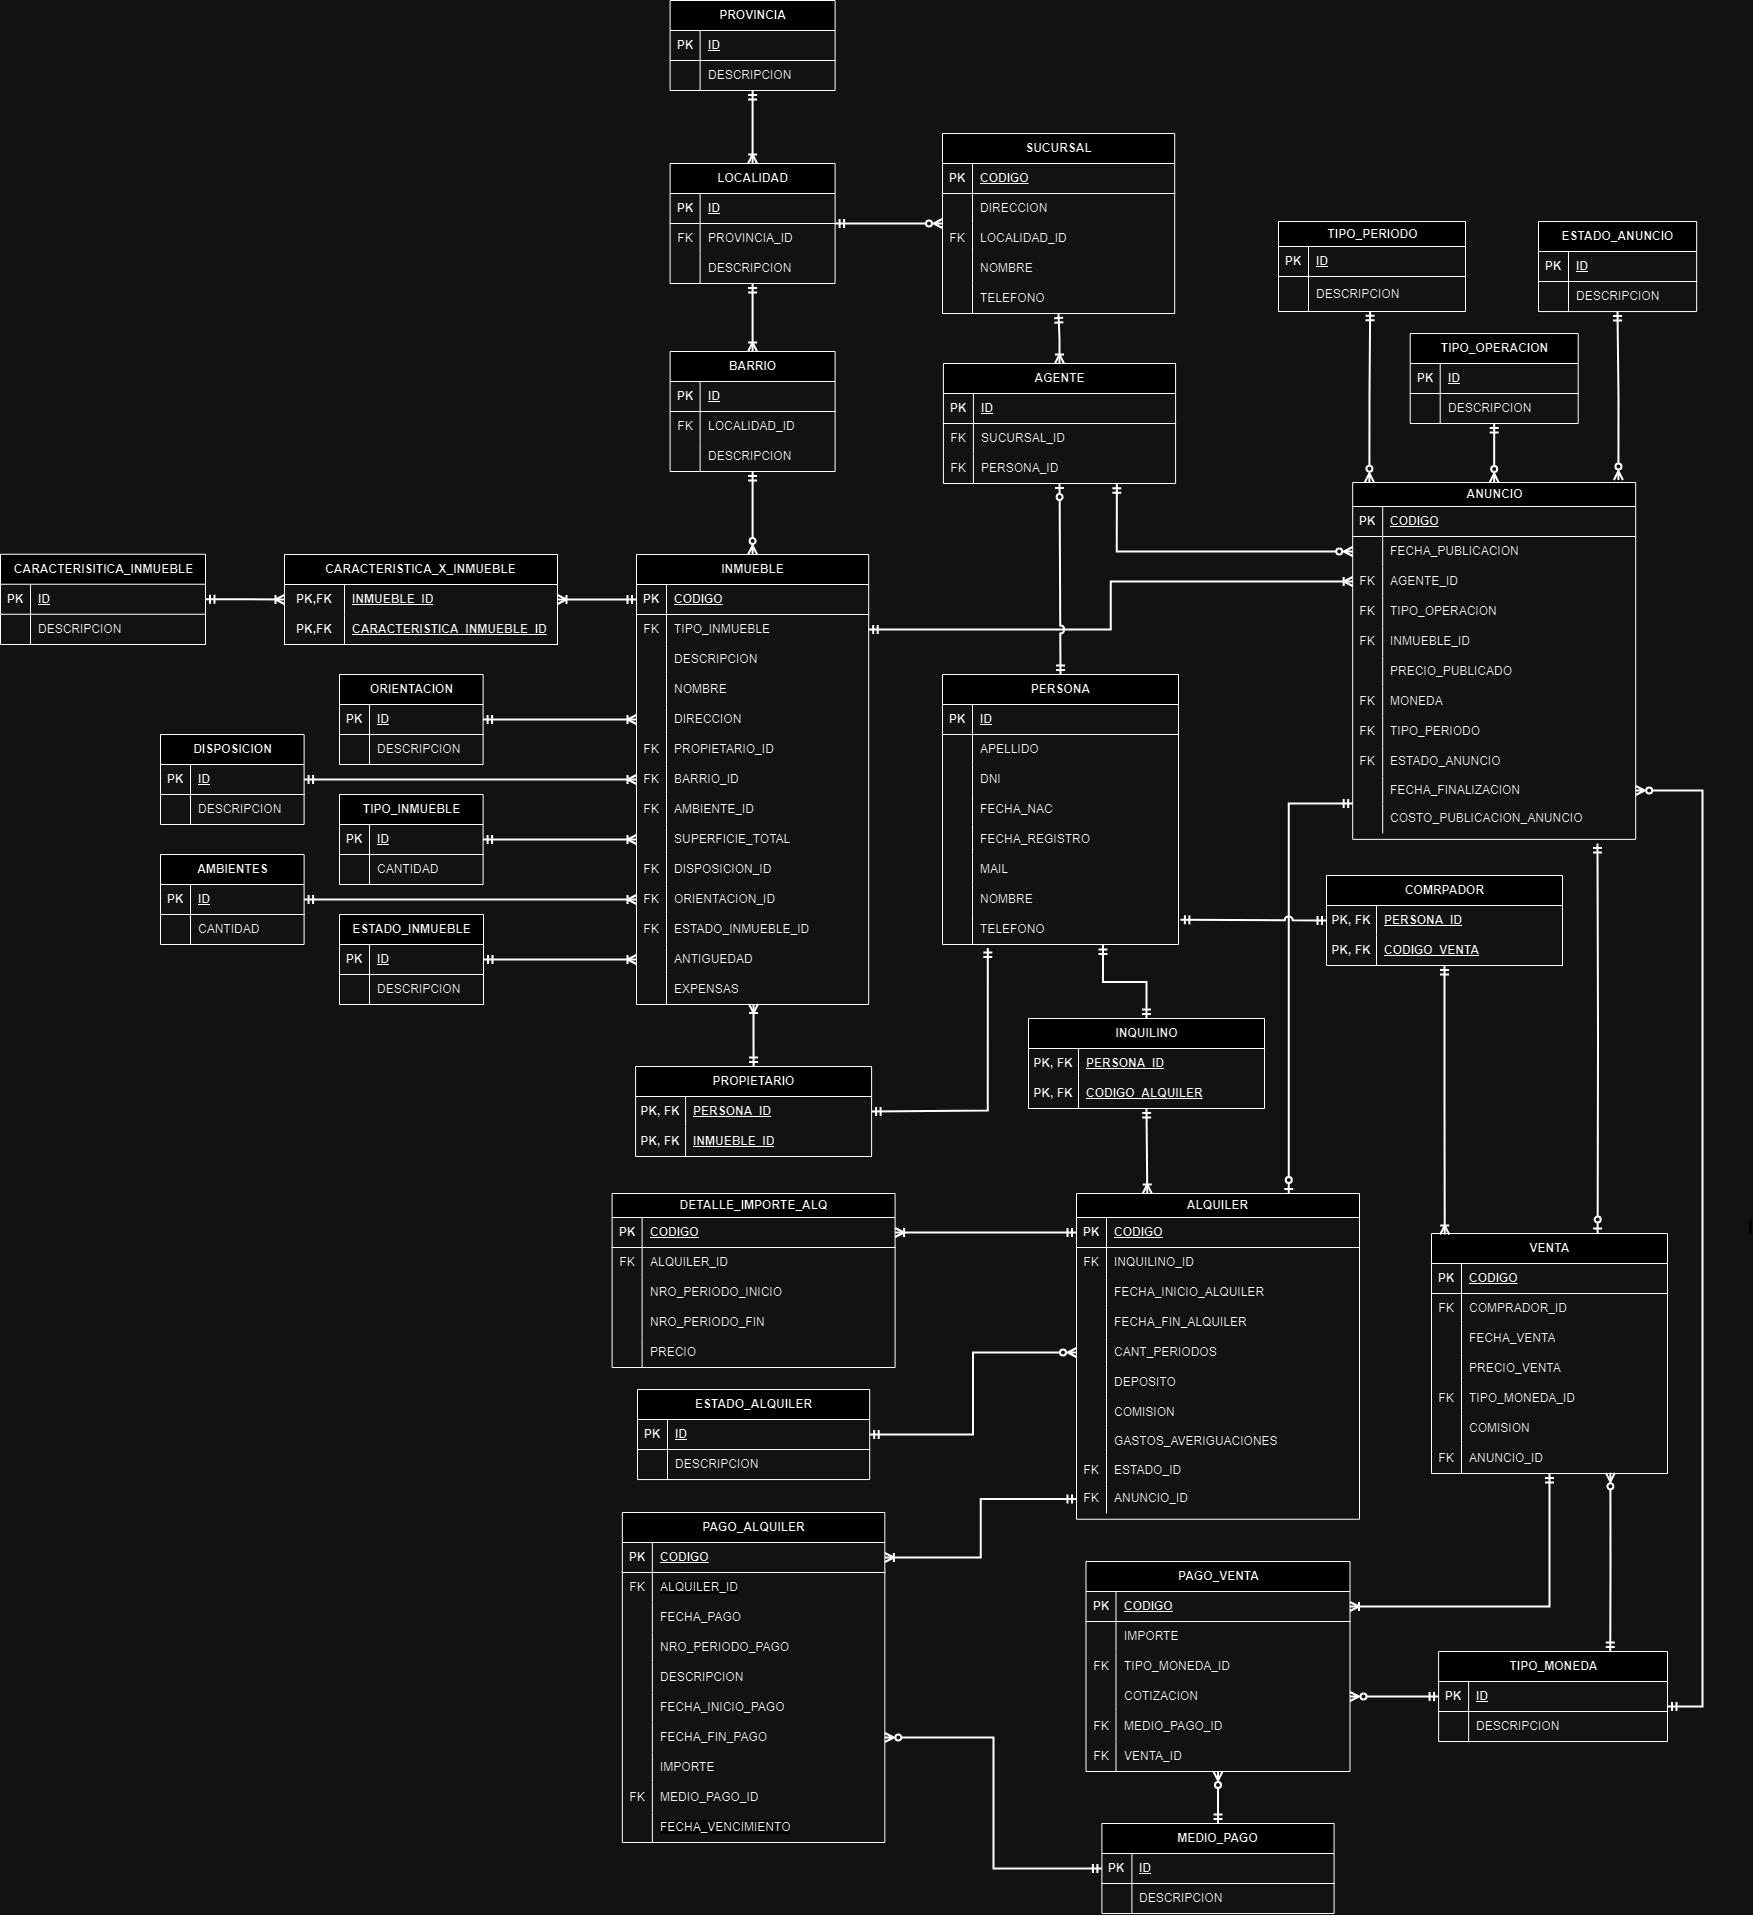 PROVINCIA
PK ID
DESCRIPCION
LOCALIDAD
PK ID
FK PROVINCIA_ID
DESCRIPCION
SUCURSAL
PK CODIGO
DIRECCION
FK LOCALIDAD_ID
NOMBRE
TELEFONO
TIPO_PERIODO
PK ID
DESCRIPCION
ESTADO_ANUNCIO
PK ID
DESCRIPCION
TIPO_OPERACION
PK ID
DESCRIPCION
BARRIO
PK ID
FK LOCALIDAD_ID
DESCRIPCION
AGENTE
PK ID
FK SUCURSAL_ID
FK PERSONA_ID
ANUNCIO
PK CODIGO
FECHA_PUBLICACION
FK AGENTE_ID
FK TIPO_OPERACION
FK INMUEBLE_ID
PRECIO_PUBLICADO
FK MONEDA
FK TIPO_PERIODO
FK ESTADO_ANUNCIO
FECHA_FINALIZACION
COSTO_PUBLICACION_ANUNCIO
CARACTERISITICA_INMUEBLE
PK ID
DESCRIPCION
CARACTERISTICA_X_INMUEBLE
PK,FK INMUEBLE_ID
PK,FK CARACTERISTICA_INMUEBLE_ID
INMUEBLE
PK CODIGO
FK TIPO_INMUEBLE
DESCRIPCION
NOMBRE
DIRECCION
FK PROPIETARIO_ID
FK BARRIO_ID
FK AMBIENTE_ID
SUPERFICIE_TOTAL
FK DISPOSICION_ID
FK ORIENTACION_ID
FK ESTADO_INMUEBLE_ID
ANTIGUEDAD
EXPENSAS
ORIENTACION
PK ID
DESCRIPCION
DISPOSICION
PK ID
DESCRIPCION
TIPO_INMUEBLE
PK ID
CANTIDAD
AMBIENTES
PK ID
CANTIDAD
ESTADO_INMUEBLE
PK ID
DESCRIPCION
PERSONA
PK ID
APELLIDO
DNI
FECHA_NAC
FECHA_REGISTRO
MAIL
NOMBRE
TELEFONO
COMRPADOR
PK, FK PERSONA_ID
PK, FK CODIGO_VENTA
INQUILINO
PK, FK PERSONA_ID
PK, FK CODIGO_ALQUILER
PROPIETARIO
PK, FK PERSONA_ID
PK, FK INMUEBLE_ID
DETALLE_IMPORTE_ALQ
PK CODIGO
FK ALQUILER_ID
NRO_PERIODO_INICIO
NRO_PERIODO_FIN
PRECIO
ALQUILER
PK CODIGO
FK INQUILINO_ID
FECHA_INICIO_ALQUILER
FECHA_FIN_ALQUILER
CANT_PERIODOS
DEPOSITO
COMISION
GASTOS_AVERIGUACIONES
FK ESTADO_ID
FK ANUNCIO_ID
VENTA
PK CODIGO
FK COMPRADOR_ID
FECHA_VENTA
PRECIO_VENTA
FK TIPO_MONEDA_ID
COMISION
FK ANUNCIO_ID
ESTADO_ALQUILER
PK ID
DESCRIPCION
PAGO_ALQUILER
PK CODIGO
FK ALQUILER_ID
FECHA_PAGO
NRO_PERIODO_PAGO
DESCRIPCION
FECHA_INICIO_PAGO
FECHA_FIN_PAGO
IMPORTE
FK MEDIO_PAGO_ID
FECHA_VENCIMIENTO
PAGO_VENTA
PK CODIGO
IMPORTE
FK TIPO_MONEDA_ID
COTIZACION
FK MEDIO_PAGO_ID
FK VENTA_ID
TIPO_MONEDA
PK ID
DESCRIPCION
MEDIO_PAGO
PK ID
DESCRIPCION